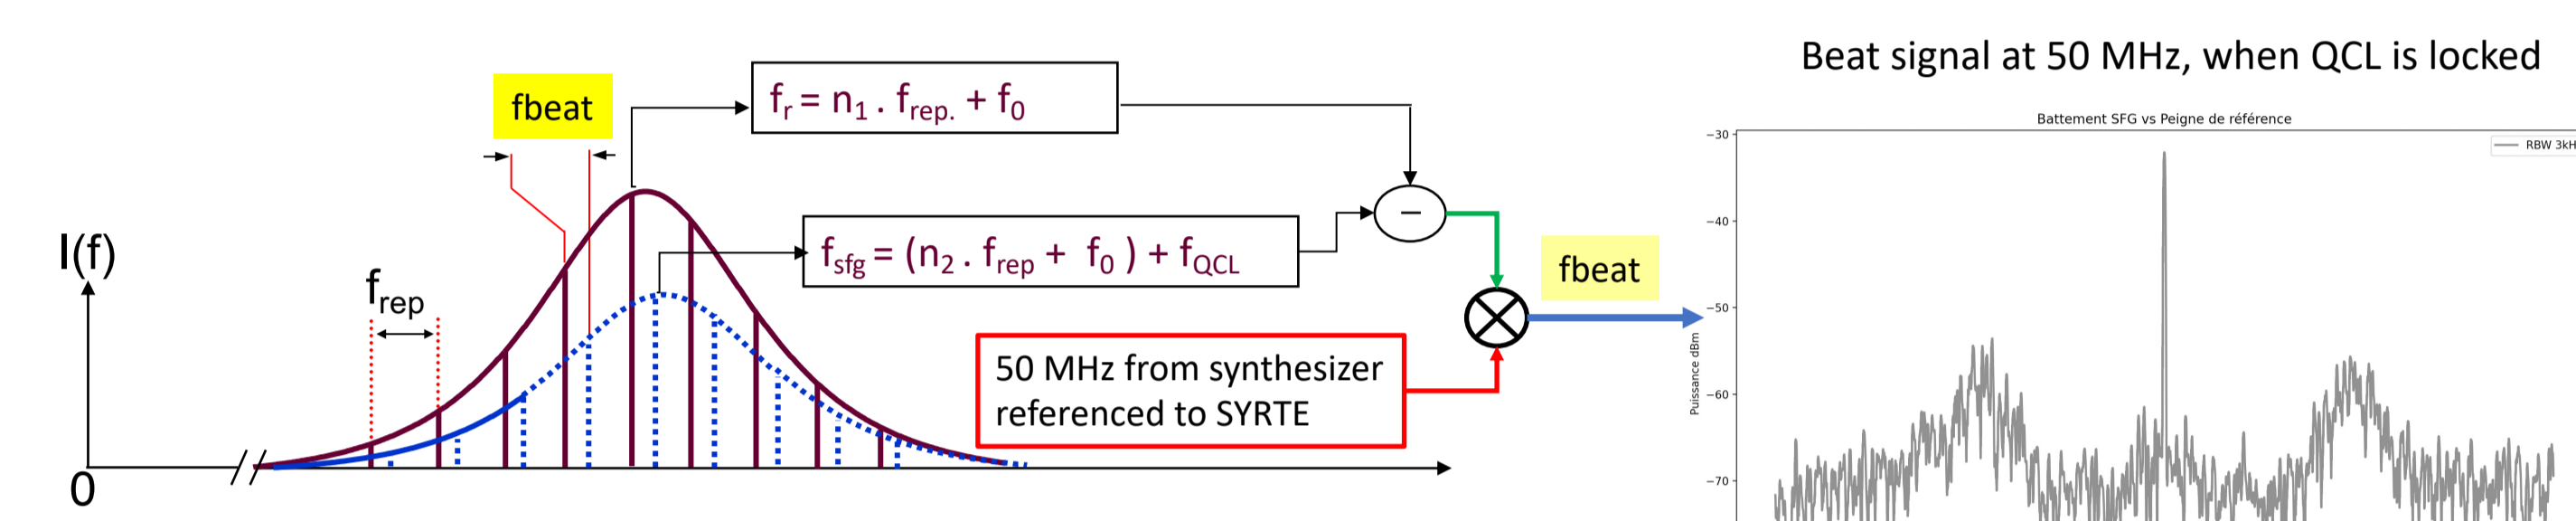 Beat signal at 50 MHz, when QCL is locked
fbeat
fr = n1 . frep. + f0
Battement SFG vs Peigne de référence
−30
RBW 3kH
−40
−
I(f)
fsfg = (n2 . frep + f0 ) + fQCL
fbeat
frep
−50
50 MHz from synthesizer
referenced to SYRTE
Puissance dBm
−60
−70
0